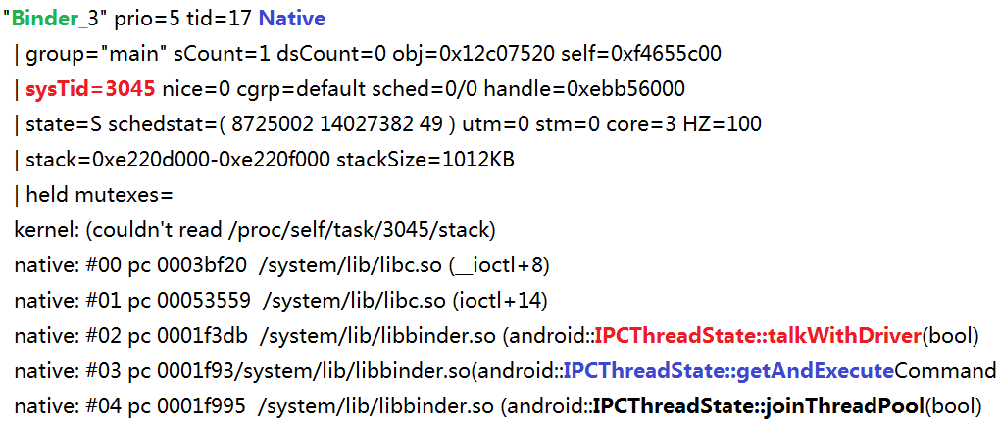 "Binder_3" prio=5 tid=17 Native
| group="main" sCount=1 dsCount=0 obj=0x12c07520 self=0xf4655c00
| sysTid=3045 nice=0 cgrp=default sched=0/0 handle=0xebb56000
| state=S schedstat=( 8725002 14027382 49 ) utm=0 stm=0 core=3 HZ=100
| stack=0xe220d000-0xe220f000 stackSize=1012KB
| held mutexes=
kernel: (couldn't read /proc/self/task/3045/stack)
native: #00 pc 0003bf20 /system/lib/libc.so (__ioctl+8)
native: #01 pc 00053559 /system/lib/libc.so (ioctl+14)
native: #02 pc 0001f3db /system/lib/libbinder.so (android::IPCThreadState::talkWithDriver(bool)
native: #03 pc 0001f93/system/lib/libbinder.so(android::IPCThreadState::getAndExecuteCommand
native: #04 pc 0001f995 /system/lib/libbinder.so (android::IPCThreadState::joinThreadPool(bool)